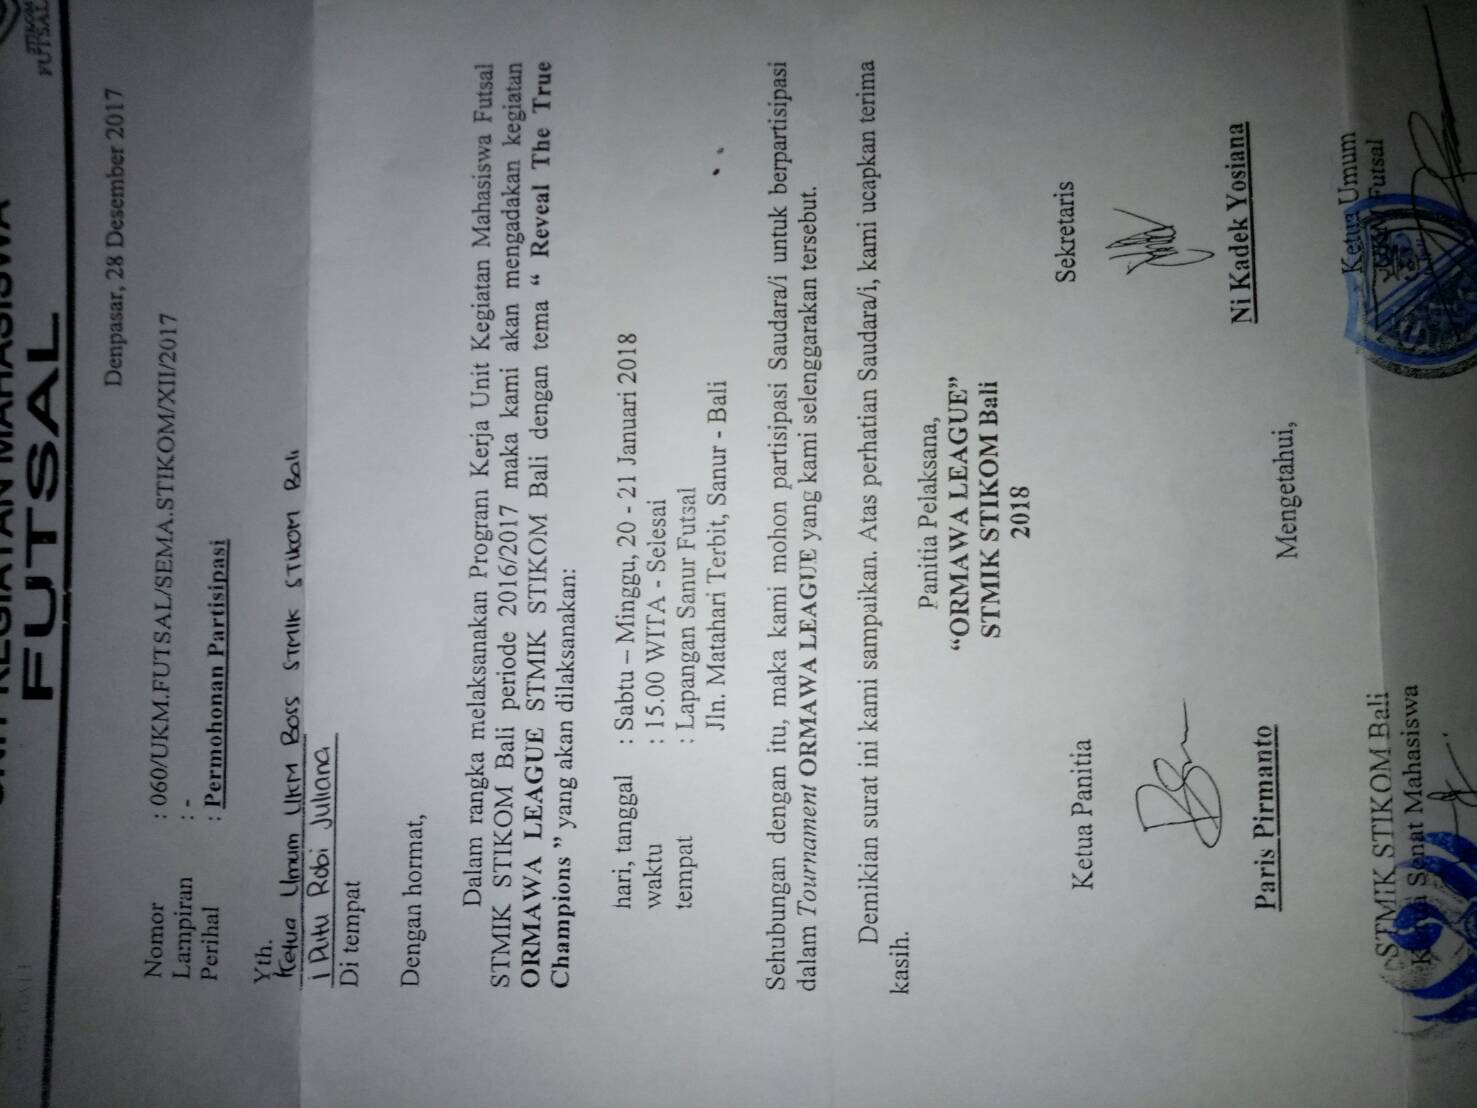 UNIT KEGIATAN MAHASISWA
FUTSAL
STIKOM
FUTSAL
Denpasar, 28 Desember 2017
Nomor : 060/UKM.FUTSAL/SEMA.STIKOM/XII/2017
Lampiran : -
Perihal : Permohonan Partisipasi
Yth.
Ketua Umum UKM Boss STMIK STIKOM Bali
I Putu Robi Juliana
Di tempat
Dengan hormat,
Dalam rangka melaksanakan Program Kerja Unit Kegiatan Mahasiswa Futsal
STMIK STIKOM Bali periode 2016/2017 maka kami akan mengadakan kegiatan
ORMAWA LEAGUE STMIK STIKOM Bali dengan tema “ Reveal The True
Champions ” yang akan dilaksanakan:
hari, tanggal : Sabtu – Minggu, 20 - 21 Januari 2018
waktu : 15.00 WITA - Selesai
tempat : Lapangan Sanur Futsal
Jln. Matahari Terbit, Sanur - Bali
Sehubungan dengan itu, maka kami mohon partisipasi Saudara/i untuk berpartisipasi
dalam Tournament ORMAWA LEAGUE yang kami selenggarakan tersebut.
Demikian surat ini kami sampaikan. Atas perhatian Saudara/i, kami ucapkan terima
kasih.
Panitia Pelaksana,
“ORMAWA LEAGUE”
STMIK STIKOM Bali
2018
Ketua Panitia
Sekretaris
Paris Pirmanto
Ni Kadek Yosiana
Mengetahui,
STMIK STIKOM Bali
Ketua Senat Mahasiswa
Ketua Umum
UKM Futsal